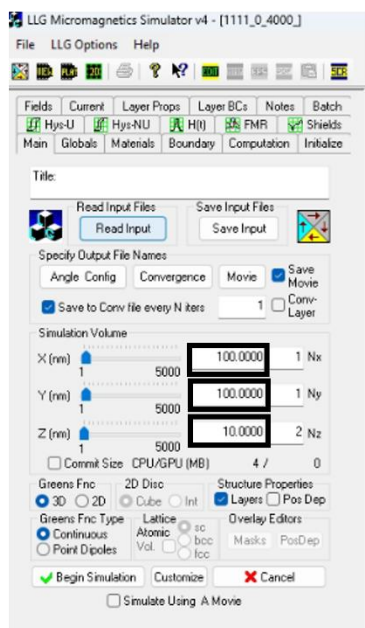 LLG Micromagnetics Simulator v4 - [1111_0_4000_]
File LLG Options Help
Fields Current Layer Props Layer BCs Notes Batch
Hys-U Hys-NU H(t) FMR Shields
Main Globals Materials Boundary Computation Initialize
Title:
Read Input Files Save Input Files
Read Input Save Input
Specify Output File Names
Angle Config Convergence Movie Save Movie
Save to Conv file every N iters 1 Conv-Layer
Simulation Volume
X (nm) 100.0000 1 Nx
1 5000
Y (nm) 100.0000 1 Ny
1 5000
Z (nm) 10.0000 2 Nz
1 5000
Commit Size CPU/GPU (MB) 4 / 0
Greens Fnc 2D Disc Structure Properties
3D 2D Cube Int Layers Pos Dep
Greens Fnc Type Lattice Overlay Editors
Continuous Atomic Vol. sc Masks PosDep
Point Dipoles bcc
fcc
Begin Simulation Customize Cancel
Simulate Using A Movie